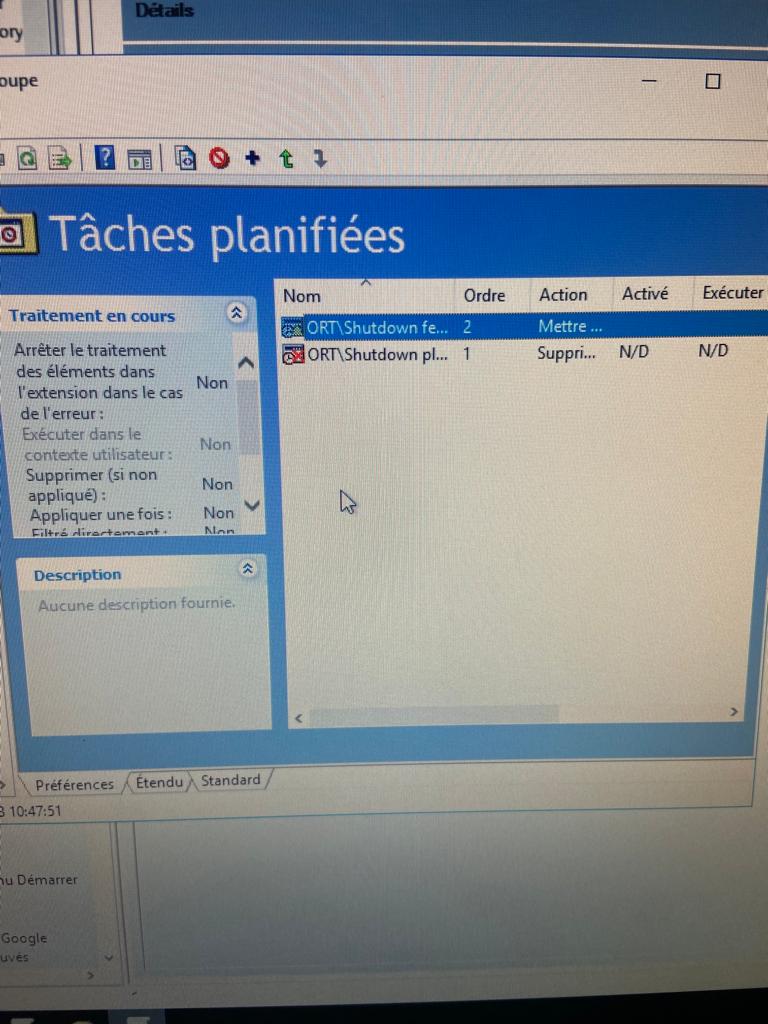 Détails
ory
oupe
Tâches planifiées
Traitement en cours
Arrêter le traitement
des éléments dans
l'extension dans le cas
de l'erreur :
Non
Exécuter dans le
contexte utilisateur :
Non
Supprimer (si non
appliqué) :
Non
Appliquer une fois :
Non
Filtré directement :
Non
Description
Aucune description fournie.
Nom Ordre Action Activé Exécuter
ORT\Shutdown fe... 2 Mettre ...
ORT\Shutdown pl... 1 Suppri... N/D N/D
Préférences Étendu Standard
10:47:51
nu Démarrer
Google
uvés